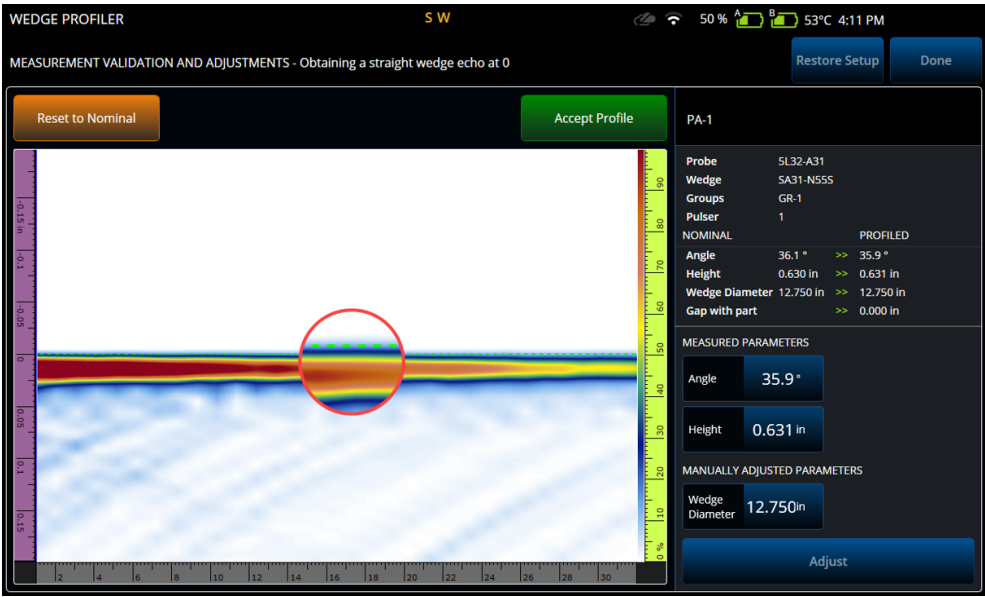 WEDGE PROFILER
S W
50 %
A
B
53°C 4:11 PM
MEASUREMENT VALIDATION AND ADJUSTMENTS - Obtaining a straight wedge echo at 0
Restore Setup
Done
Reset to Nominal
Accept Profile
PA-1
-0.15 in
-0.1
-0.05
0
0.05
0.1
0.15
90
80
70
60
50
40
30
20
10
0 %
2 4 6 8 10 12 14 16 18 20 22 24 26 28 30
Probe 5L32-A31
Wedge SA31-N55S
Groups GR-1
Pulser 1
NOMINAL PROFILED
Angle 36.1 ° >> 35.9 °
Height 0.630 in >> 0.631 in
Wedge Diameter 12.750 in >> 12.750 in
Gap with part >> 0.000 in
MEASURED PARAMETERS
Angle 35.9 °
Height 0.631 in
MANUALLY ADJUSTED PARAMETERS
Wedge
Diameter 12.750in
Adjust